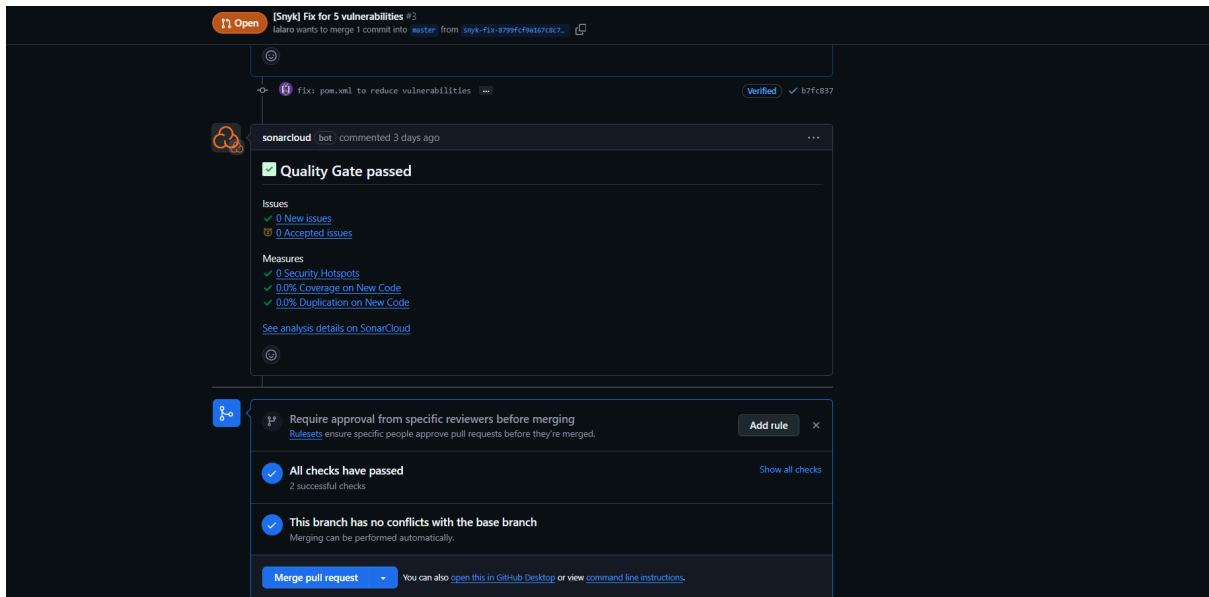 Open
[Snyk] Fix for 5 vulnerabilities #3
lalaro wants to merge 1 commit into master from snyk-fix-8799fcf9a167c8c7…
fix: pom.xml to reduce vulnerabilities ...
Verified b7fc837
sonarcloud bot commented 3 days ago ...
Quality Gate passed
Issues
0 New issues
0 Accepted issues
Measures
0 Security Hotspots
0.0% Coverage on New Code
0.0% Duplication on New Code
See analysis details on SonarCloud
Require approval from specific reviewers before merging
Rulesets ensure specific people approve pull requests before they're merged.
Add rule
All checks have passed
2 successful checks
Show all checks
This branch has no conflicts with the base branch
Merging can be performed automatically.
Merge pull request
You can also open this in GitHub Desktop or view command line instructions.